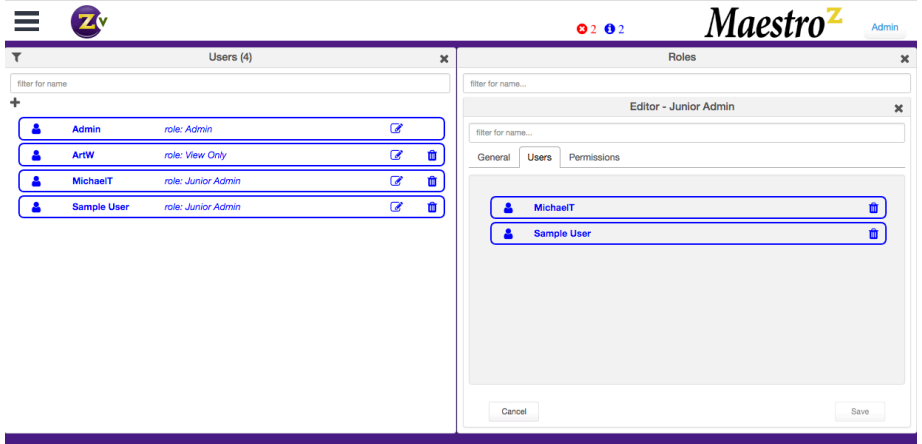 Zv
2 2
MaestroZ
Admin
Users (4)
filter for name
Admin role: Admin
ArtW role: View Only
MichaelT role: Junior Admin
Sample User role: Junior Admin
Roles
filter for name...
Editor - Junior Admin
filter for name...
General Users Permissions
MichaelT
Sample User
Cancel Save